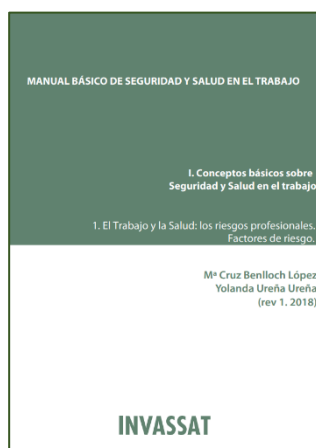 MANUAL BÁSICO DE SEGURIDAD Y SALUD EN EL TRABAJO
I. Conceptos básicos sobre
Seguridad y Salud en el trabajo
1. El Trabajo y la Salud: los riesgos profesionales.
Factores de riesgo.
Mª Cruz Benlloch López
Yolanda Ureña Ureña
(rev 1. 2018)
INVASSAT